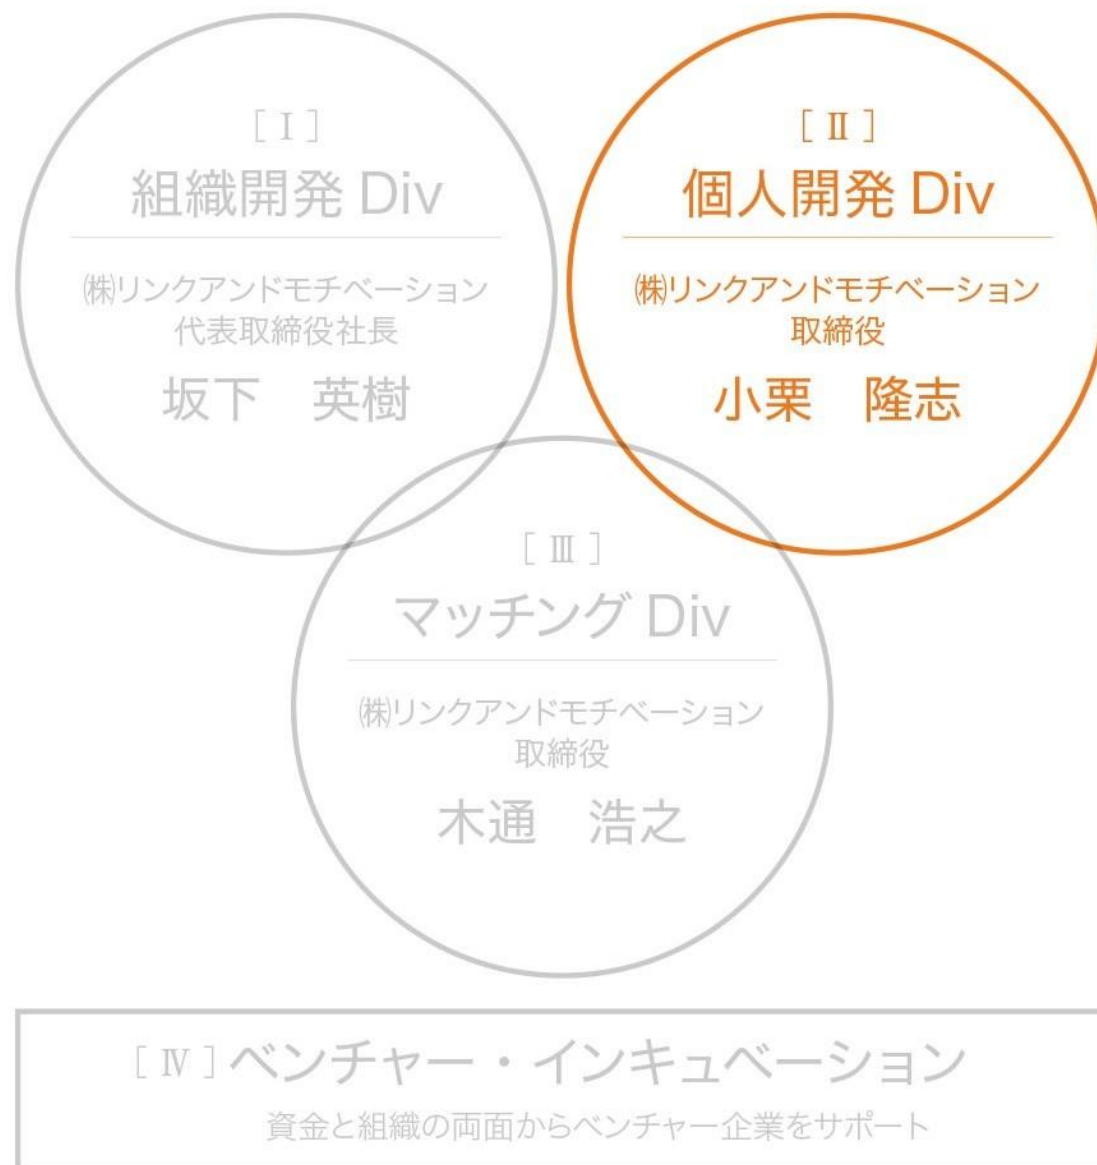 [ Ⅰ ]
組織開発 Div
㈱リンクアンドモチベーション
代表取締役社長
坂下　英樹
[ Ⅱ ]
個人開発 Div
㈱リンクアンドモチベーション
取締役
小栗　隆志
[ Ⅲ ]
マッチング Div
㈱リンクアンドモチベーション
取締役
木通　浩之
[ Ⅳ ] ベンチャー・インキュベーション
資金と組織の両面からベンチャー企業をサポート